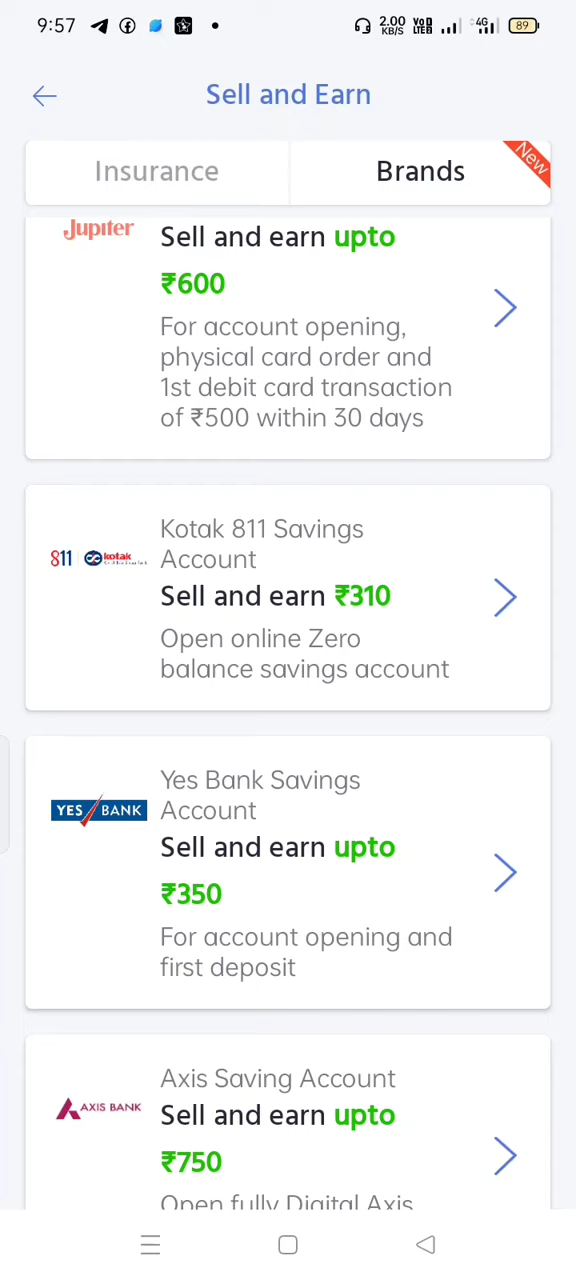 9:57
2.00
KB/S
Vo
LTE
4G
89
Sell and Earn
Insurance
Brands
New
Jupiter
Sell and earn upto
₹600
For account opening,
physical card order and
1st debit card transaction
of ₹500 within 30 days
811 kotak
Kotak 811 Savings
Account
Sell and earn ₹310
Open online Zero
balance savings account
YES BANK
Yes Bank Savings
Account
Sell and earn upto
₹350
For account opening and
first deposit
AXIS BANK
Axis Saving Account
Sell and earn upto
₹750
Open fully Digital Axis